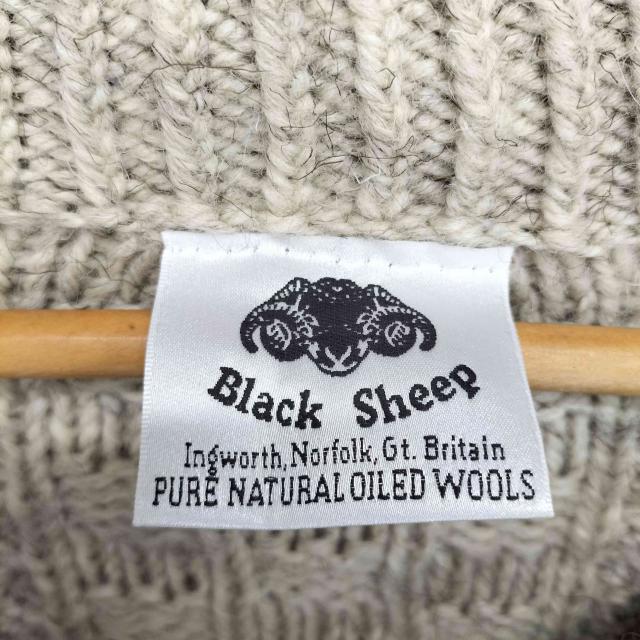 Black Sheep
Ingworth, Norfolk, Gt. Britain
PURE NATURAL OILED WOOLS